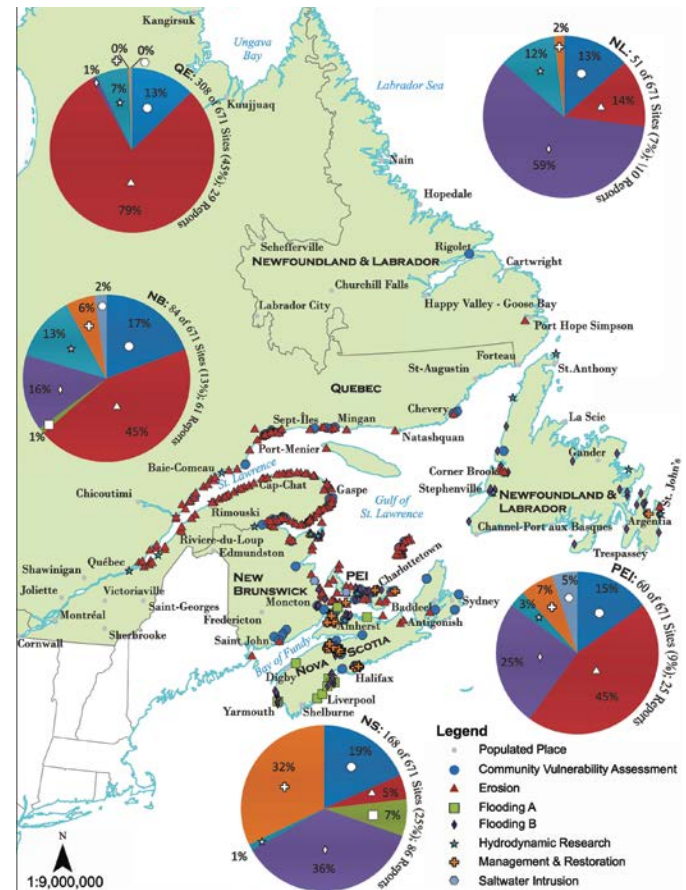 Kangirsuk
Ungava
Bay
Kuujjuaq
Labrador Sea
0%
0%
1%
7%
13%
79%
QE: 308 of 671 Sites (45%); 29 Reports
2%
12%
13%
14%
59%
NL: 51 of 671 Sites (7%); 10 Reports
Nain
Hopedale
Schefferville
NEWFOUNDLAND & LABRADOR
Rigolet
Cartwright
Churchill Falls
Labrador City
Happy Valley - Goose Bay
Port Hope Simpson
Forteau
St-Augustin
St.Anthony
QUEBEC
2%
6%
17%
13%
16%
1%
45%
NB: 84 of 671 Sites (13%); 61 Reports
Chevery
La Scie
Sept-Îles
Mingan
Natashquan
Gander
Port-Menier
Baie-Comeau
Corner Brook
St. John's
St. Lawrence
Cap-Chat
Gaspe
Stephenville
NEWFOUNDLAND &
LABRADOR
Chicoutimi
Rimouski
Gulf of
St. Lawrence
Argentia
Channel-Port aux Basques
Riviere-du-Loup
Edmundston
Trespassey
Québec
Charlottetown
Shawinigan
Joliette
Victoriaville
NEW
BRUNSWICK
PEI
Moncton
Sydney
Montréal
Saint-Georges
Baddeck
Fredericton
Amherst
Antigonish
Cornwall
Sherbrooke
Saint John
Bay of Fundy
NOVA
SCOTIA
Digby
Halifax
Liverpool
Yarmouth
Shelburne
5%
7%
3%
15%
25%
45%
PEI: 60 of 671 Sites (9%); 25 Reports
32%
19%
5%
7%
1%
36%
NS: 168 of 671 Sites (25%); 86 Reports
Legend
Populated Place
Community Vulnerability Assessment
Erosion
Flooding A
Flooding B
Hydrodynamic Research
Management & Restoration
Saltwater Intrusion
N
1:9,000,000